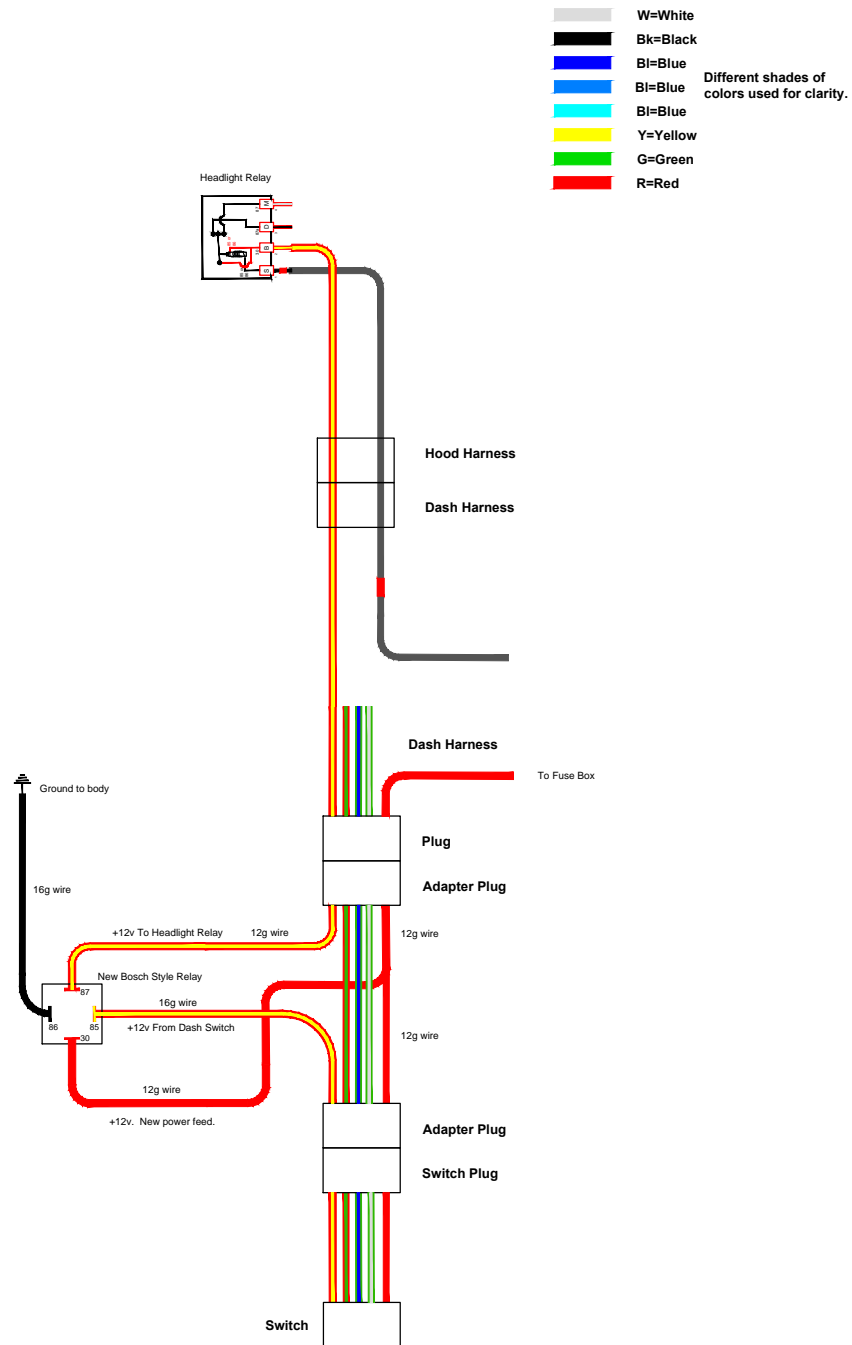 W=White
Bk=Black
Bl=Blue
Bl=Blue
Bl=Blue
Y=Yellow
G=Green
R=Red
Different shades of
colors used for clarity.
Headlight Relay
M
D
B
S
Hood Harness
Dash Harness
Dash Harness
To Fuse Box
Ground to body
Plug
Adapter Plug
16g wire
+12v To Headlight Relay
12g wire
12g wire
New Bosch Style Relay
87
86
85
30
16g wire
+12v From Dash Switch
12g wire
12g wire
+12v. New power feed.
Adapter Plug
Switch Plug
Switch